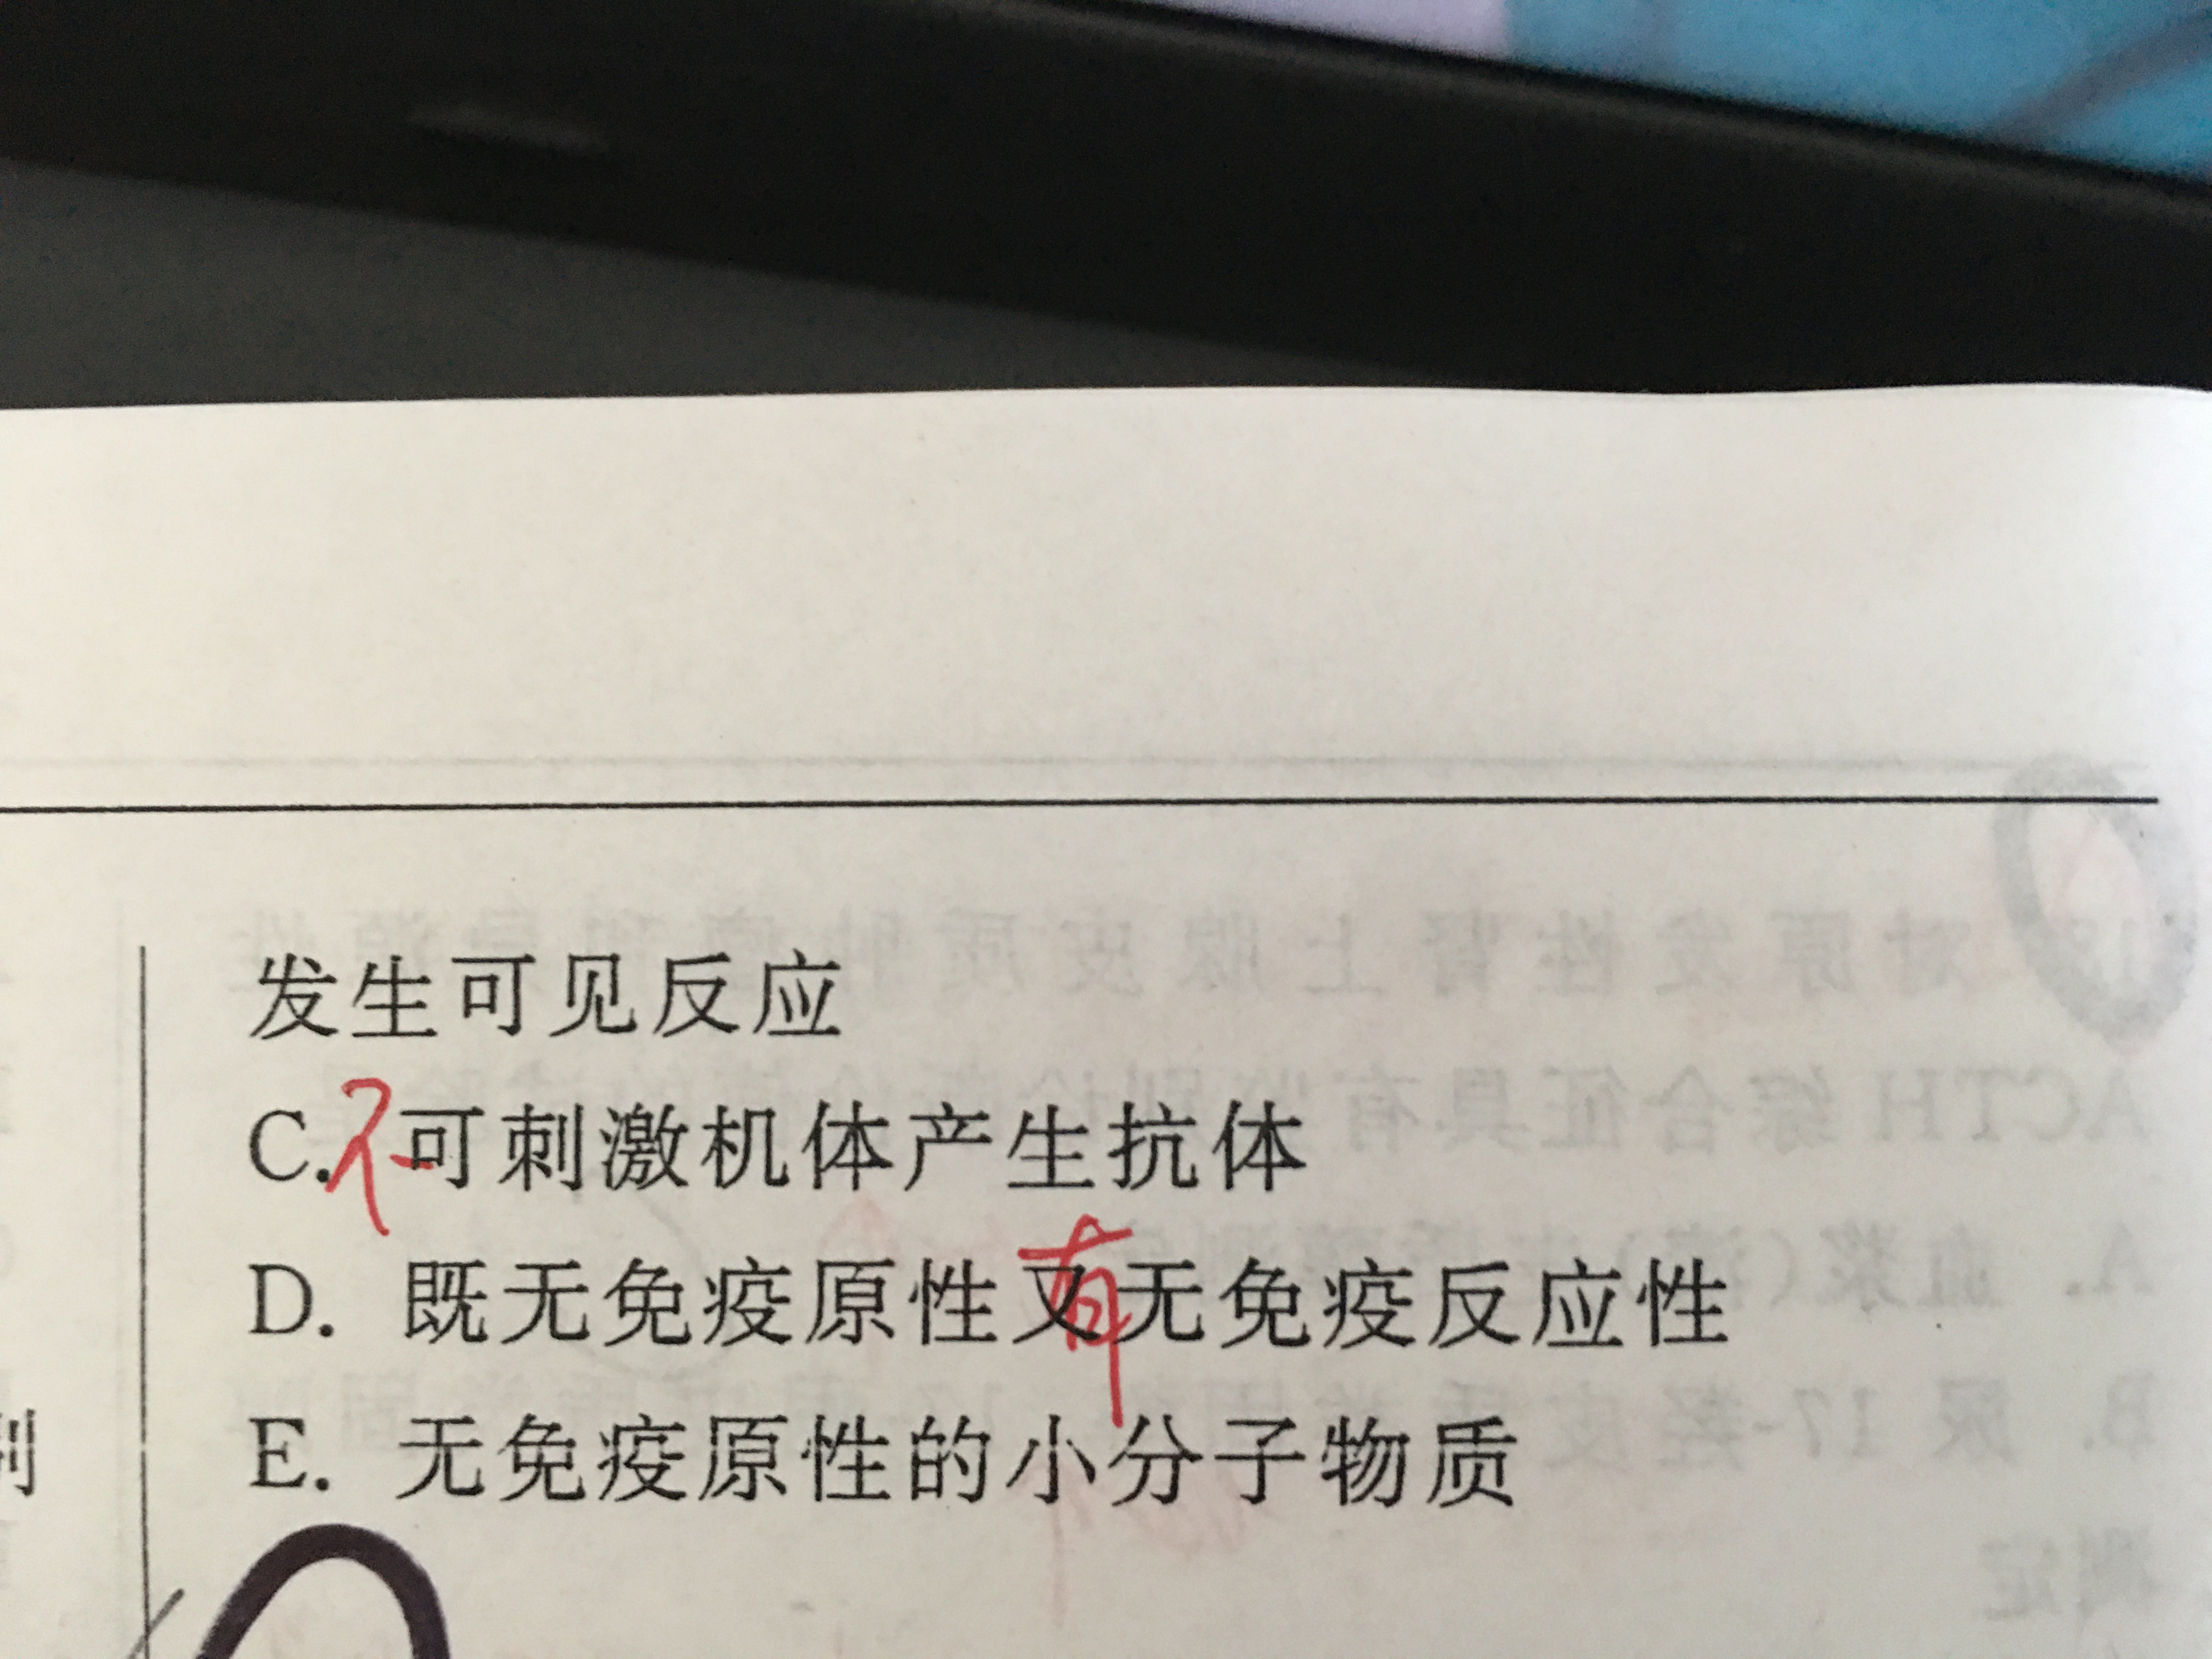 发生可见反应
C.不可刺激机体产生抗体
D. 既无免疫原性又有无免疫反应性
E. 无免疫原性的小分子物质